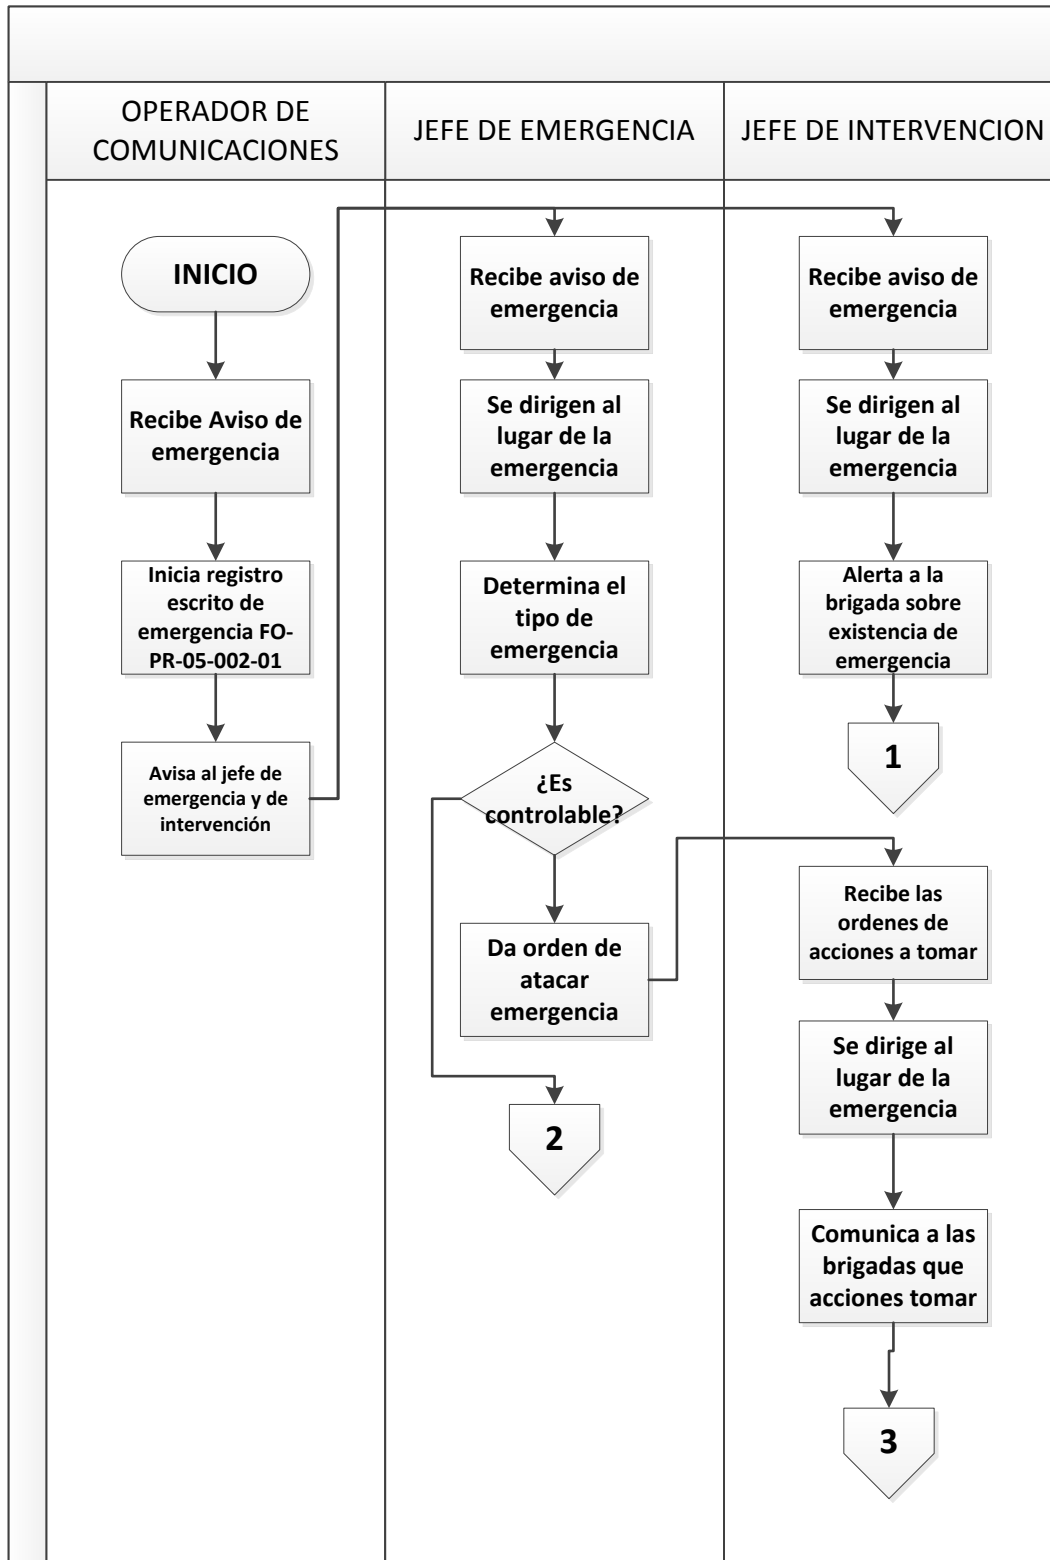 OPERADOR DE
COMUNICACIONES
JEFE DE EMERGENCIA
JEFE DE INTERVENCION
INICIO
Recibe Aviso de
emergencia
Inicia registro
escrito de
emergencia FO-
PR-05-002-01
Avisa al jefe de
emergencia y de
intervención
Recibe aviso de
emergencia
Se dirigen al
lugar de la
emergencia
Determina el
tipo de
emergencia
¿Es
controlable?
Da orden de
atacar
emergencia
2
Recibe aviso de
emergencia
Se dirigen al
lugar de la
emergencia
Alerta a la
brigada sobre
existencia de
emergencia
1
Recibe las
ordenes de
acciones a tomar
Se dirige al
lugar de la
emergencia
Comunica a las
brigadas que
acciones tomar
3